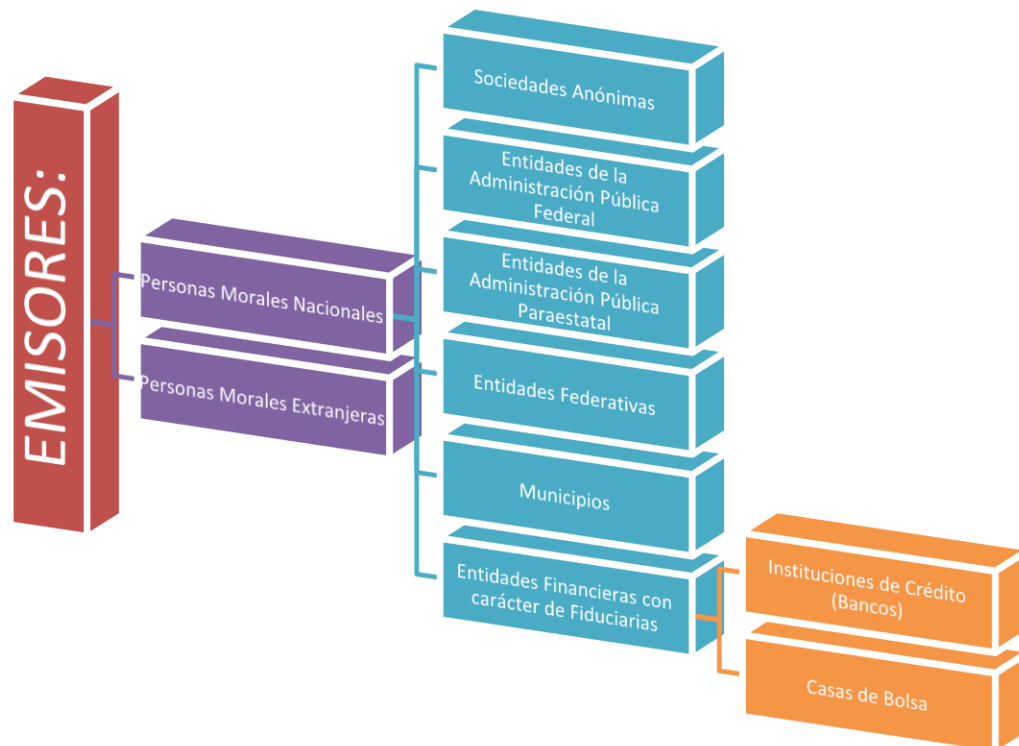 EMISORES:
Personas Morales Nacionales
Personas Morales Extranjeras
Sociedades Anónimas
Entidades de la
Administración Pública
Federal
Entidades de la
Administración Pública
Paraestatal
Entidades Federativas
Municipios
Entidades Financieras con
carácter de Fiduciarias
Instituciones de Crédito
(Bancos)
Casas de Bolsa